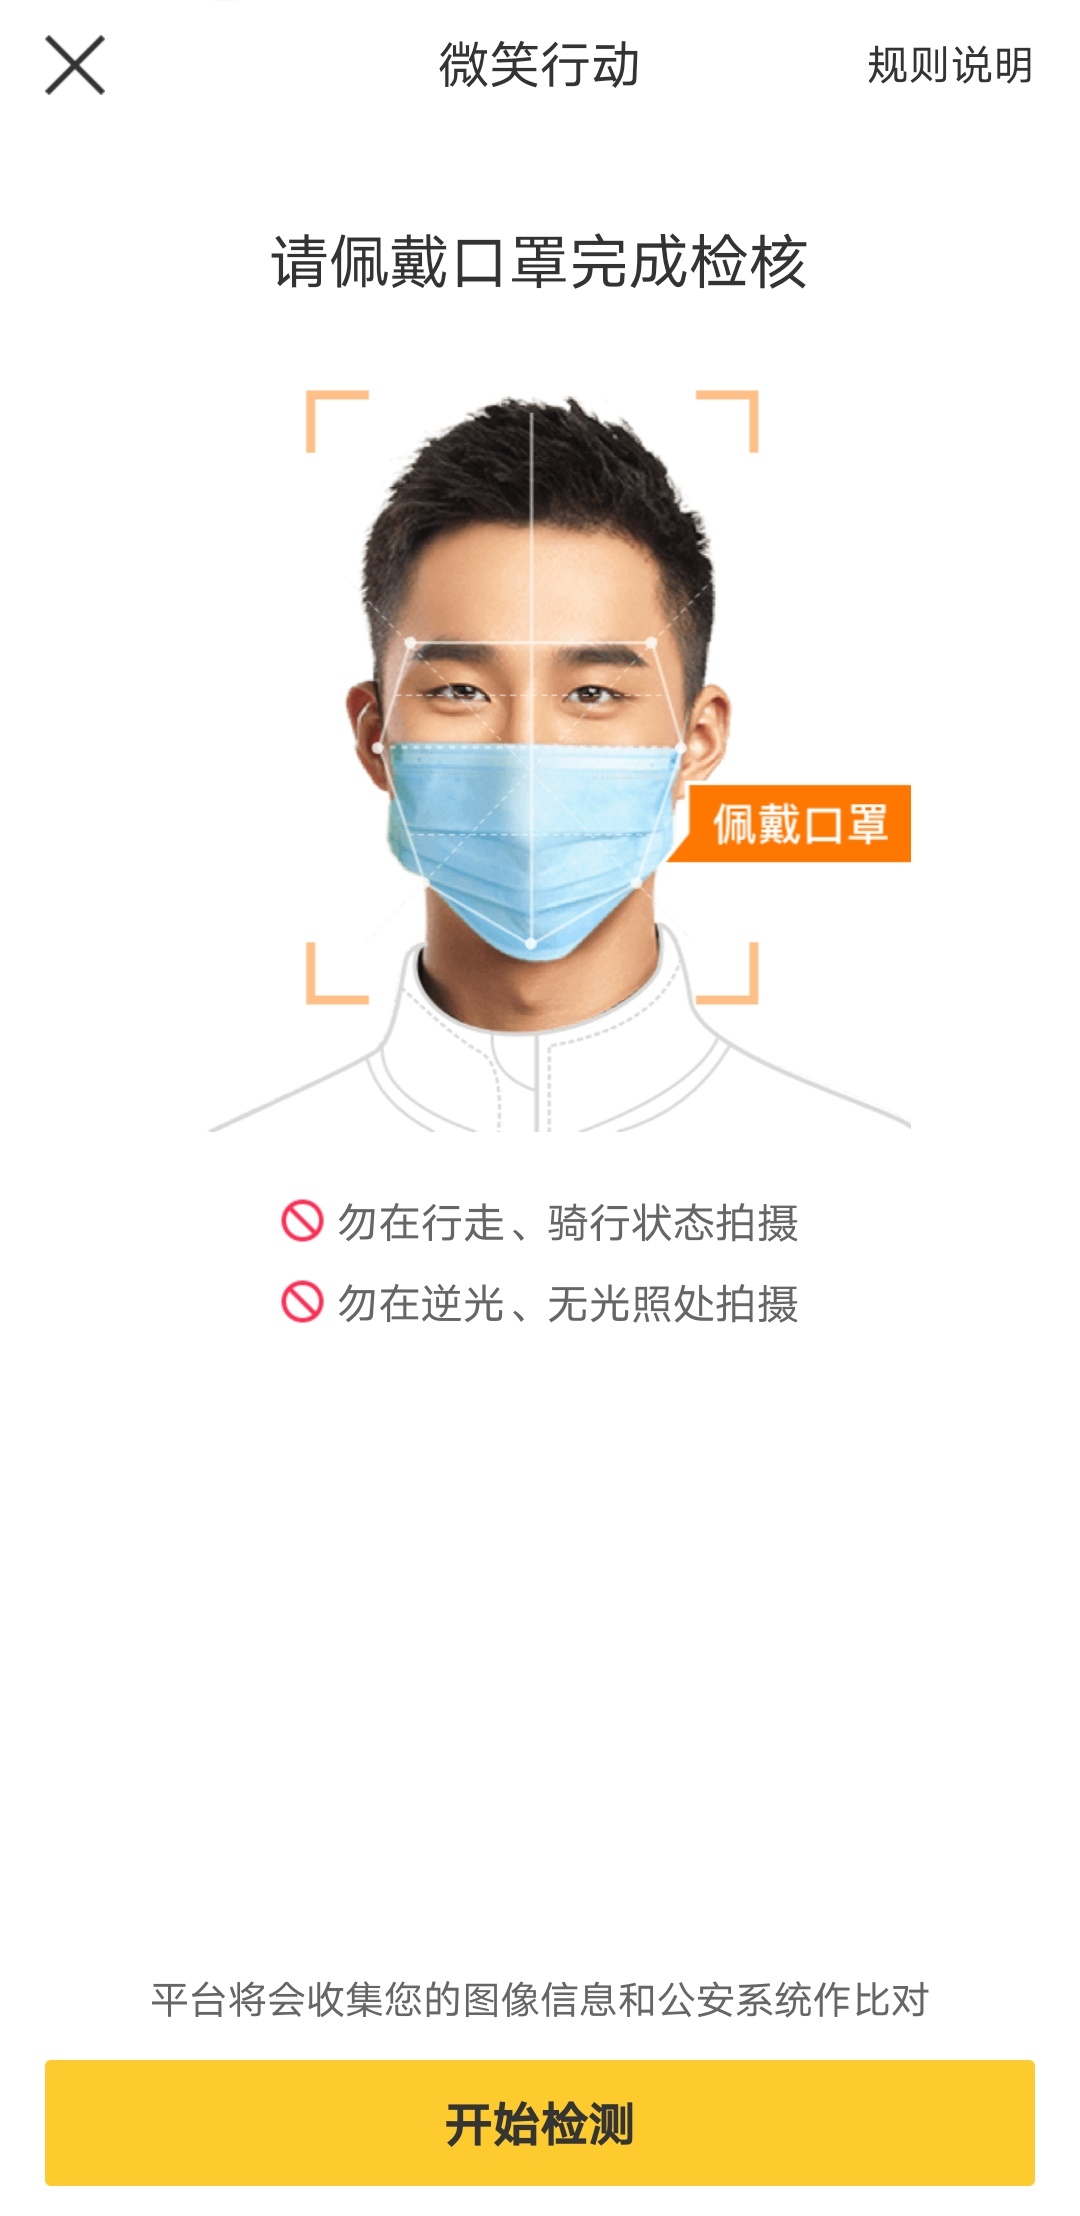 微笑行动
规则说明
请佩戴口罩完成检核
佩戴口罩
勿在行走、骑行状态拍摄
勿在逆光、无光照处拍摄
平台将会收集您的图像信息和公安系统作比对
开始检测